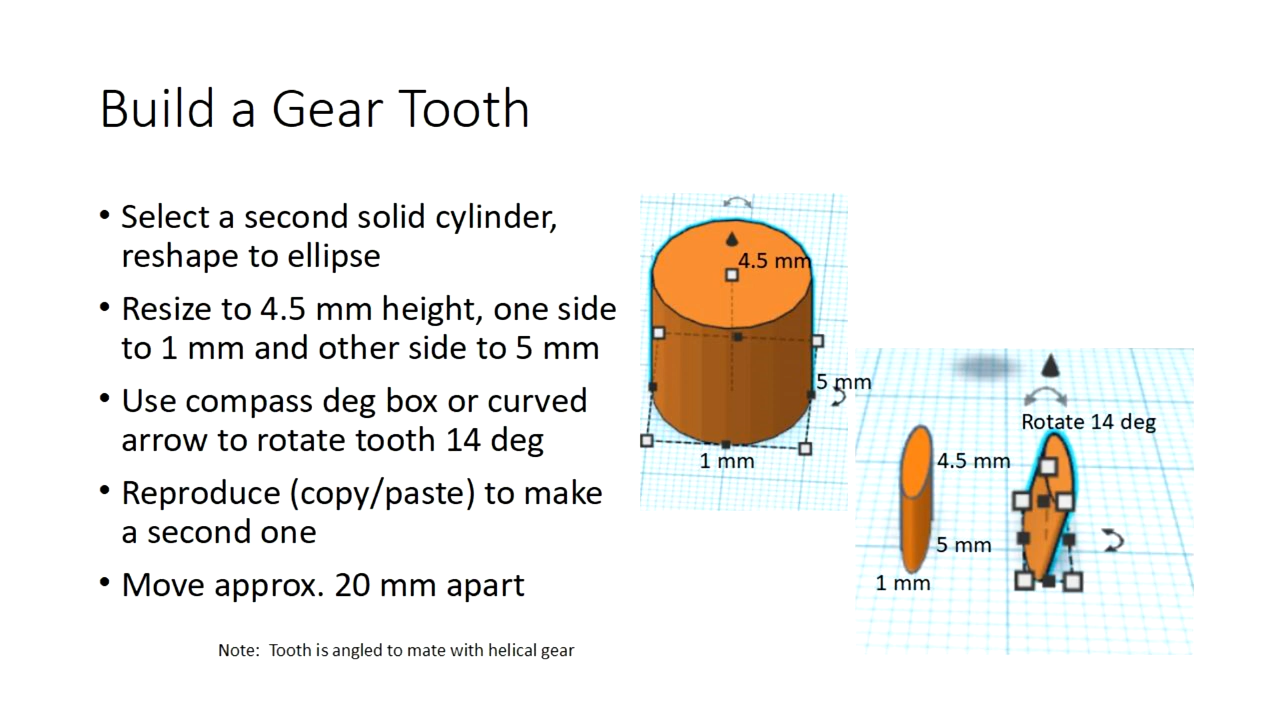 Build a Gear Tooth
• Select a second solid cylinder,
reshape to ellipse
• Resize to 4.5 mm height, one side
to 1 mm and other side to 5 mm
• Use compass deg box or curved
arrow to rotate tooth 14 deg
• Reproduce (copy/paste) to make
a second one
• Move approx. 20 mm apart
Note:  Tooth is angled to mate with helical gear
4.5 mm
5 mm
1 mm
Rotate 14 deg
4.5 mm
5 mm
1 mm